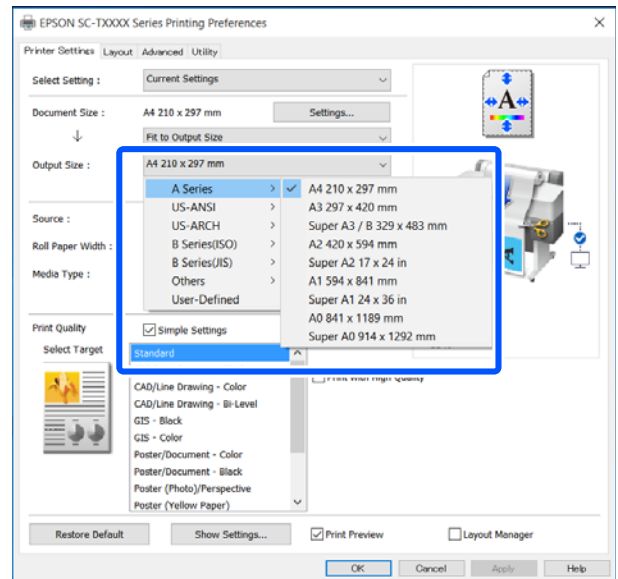 EPSON SC-TXXXX Series Printing Preferences
Printer Settings Layout Advanced Utility
Select Setting : Current Settings
Document Size : A4 210 x 297 mm Settings...
Fit to Output Size
Output Size : A4 210 x 297 mm
A Series
US-ANSI
US-ARCH
B Series(ISO)
B Series(JIS)
Others
User-Defined
A4 210 x 297 mm
A3 297 x 420 mm
Super A3 / B 329 x 483 mm
A2 420 x 594 mm
Super A2 17 x 24 in
A1 594 x 841 mm
Super A1 24 x 36 in
A0 841 x 1189 mm
Super A0 914 x 1292 mm
A
Source :
Roll Paper Width :
Media Type :
Print Quality
Simple Settings
Select Target
Standard
Print with High Quality
CAD/Line Drawing - Color
CAD/Line Drawing - Bi-Level
GIS - Black
GIS - Color
Poster/Document - Color
Poster/Document - Black
Poster (Photo)/Perspective
Poster (Yellow Paper)
Restore Default Show Settings... Print Preview Layout Manager
OK Cancel Apply Help